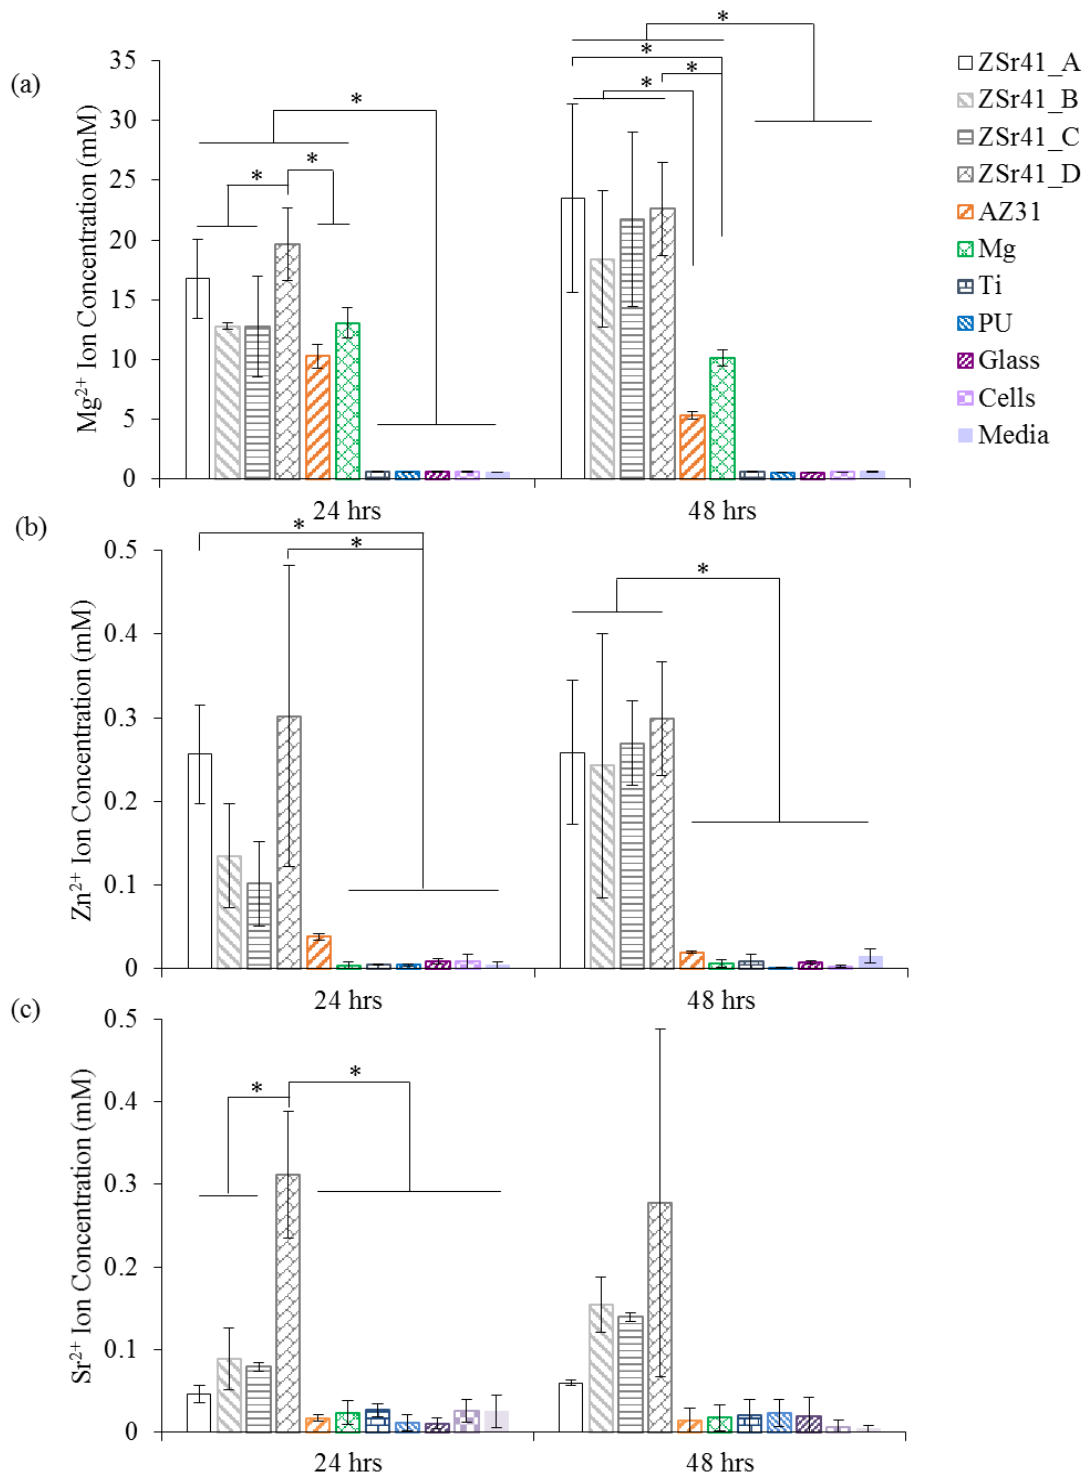 (a)
Mg²⁺ Ion Concentration (mM)
35
30
25
20
15
10
5
0
*
*
*
*
*
*
*
24 hrs
48 hrs
ZSr41_A
ZSr41_B
ZSr41_C
ZSr41_D
AZ31
Mg
Ti
PU
Glass
Cells
Media
(b)
Zn²⁺ Ion Concentration (mM)
0.5
0.4
0.3
0.2
0.1
0
*
*
*
24 hrs
48 hrs
(c)
Sr²⁺ Ion Concentration (mM)
0.5
0.4
0.3
0.2
0.1
0
*
*
24 hrs
48 hrs